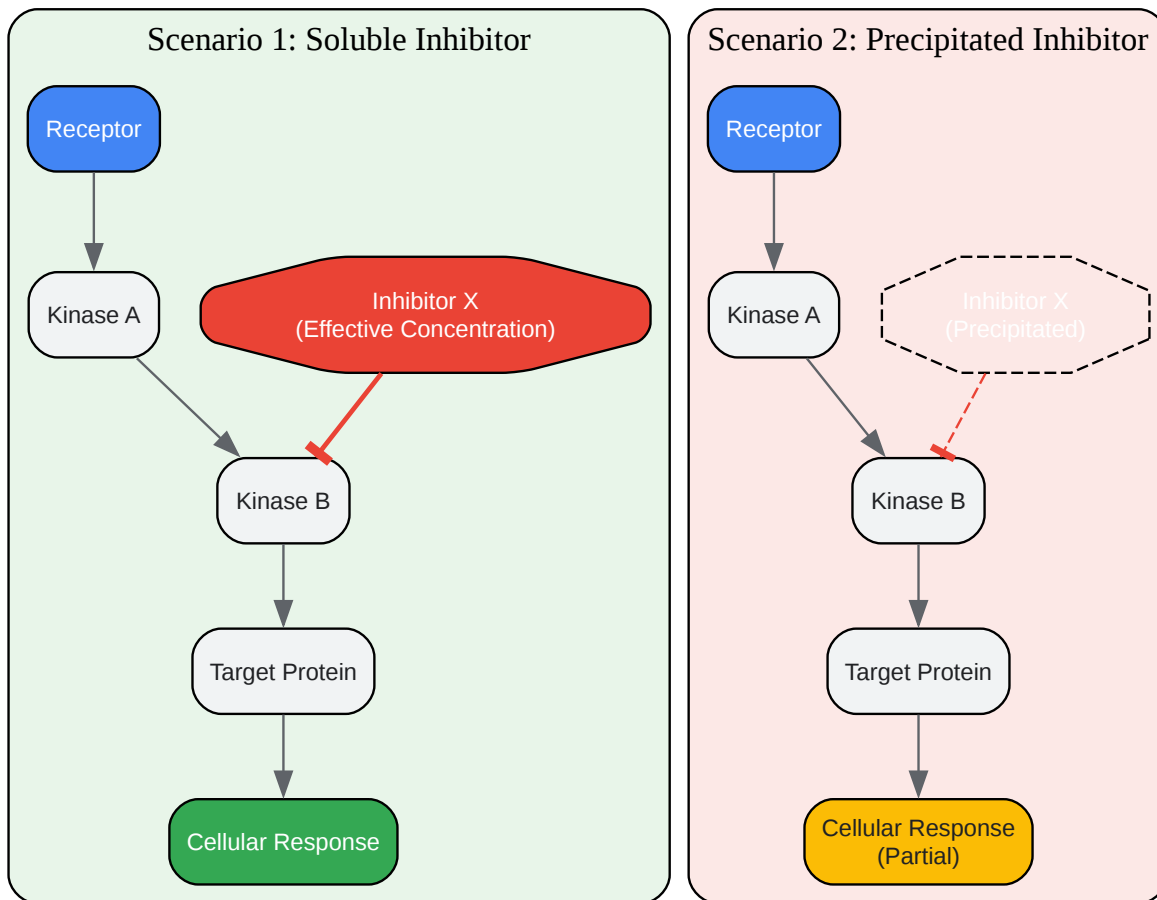 Scenario 1: Soluble Inhibitor
Receptor
Kinase A
Inhibitor X
(Effective Concentration)
Kinase B
Target Protein
Cellular Response
Scenario 2: Precipitated Inhibitor
Receptor
Kinase A
Inhibitor X
(Precipitated)
Kinase B
Target Protein
Cellular Response
(Partial)